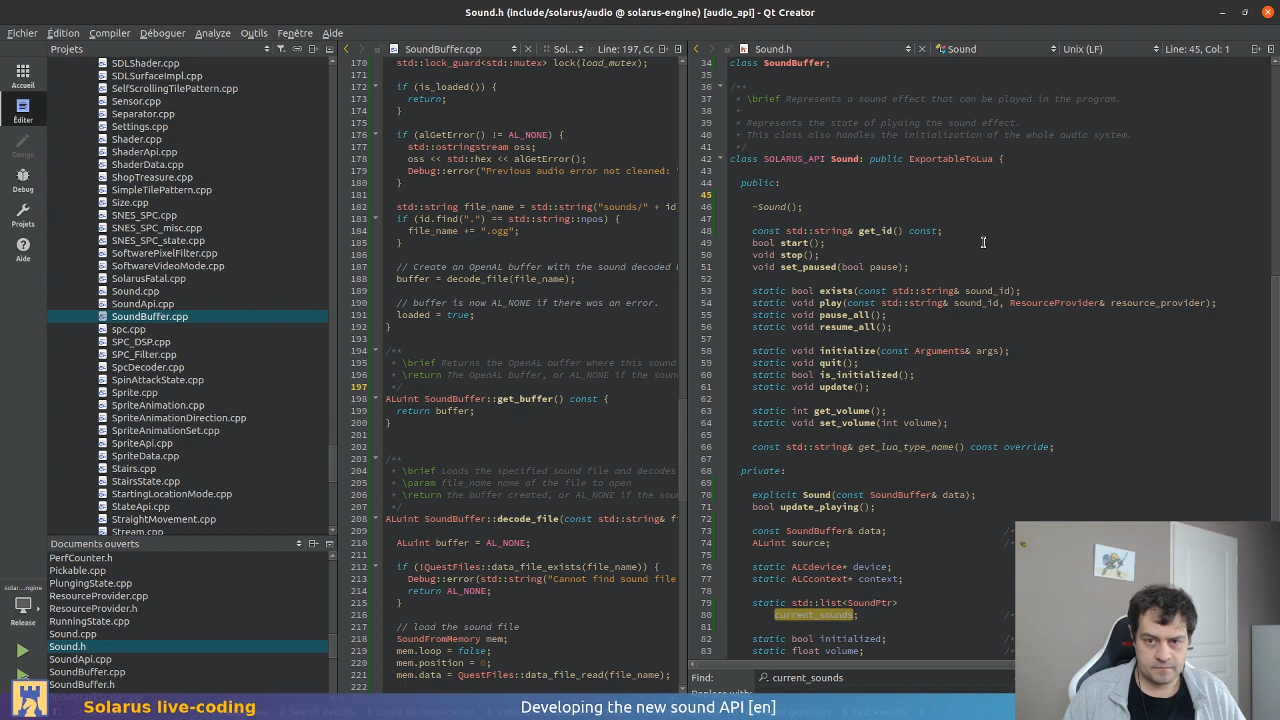 Sound.h (include/solarus/audio @ solarus-engine) [audio_api] - Qt Creator
Fichier Édition Compiler Déboguer Analyze Outils Fenêtre Aide
Projets
SoundBuffer.cpp Sol... Line: 197, Cc
Sound.h Sound Unix (LF) Line: 45, Col: 1
Accueil
Éditer
Design
Debug
Projets
Aide
solar...ngine
Release
SDLShader.cpp
SDLSurfaceImpl.cpp
SelfScrollingTilePattern.cpp
Sensor.cpp
Separator.cpp
Settings.cpp
Shader.cpp
ShaderApi.cpp
ShaderData.cpp
ShopTreasure.cpp
SimpleTilePattern.cpp
Size.cpp
SNES_SPC.cpp
SNES_SPC_misc.cpp
SNES_SPC_state.cpp
SoftwarePixelFilter.cpp
SoftwareVideoMode.cpp
SolarusFatal.cpp
Sound.cpp
SoundApi.cpp
SoundBuffer.cpp
spc.cpp
SPC_DSP.cpp
SPC_Filter.cpp
SpcDecoder.cpp
SpinAttackState.cpp
Sprite.cpp
SpriteAnimation.cpp
SpriteAnimationDirection.cpp
SpriteAnimationSet.cpp
SpriteApi.cpp
SpriteData.cpp
Stairs.cpp
StairsState.cpp
StartingLocationMode.cpp
StateApi.cpp
StraightMovement.cpp
Stream.cpp
Documents ouverts
PerfCounter.h
Pickable.cpp
PlungingState.cpp
ResourceProvider.cpp
ResourceProvider.h
RunningState.cpp
Sound.cpp
Sound.h
SoundApi.cpp
SoundBuffer.cpp
SoundBuffer.h
170 std::lock_guard<std::mutex> lock(load_mutex);
171
172 if (is_loaded()) {
173 return;
174 }
175
176 if (alGetError() != AL_NONE) {
177 std::ostringstream oss;
178 oss << std::hex << alGetError();
179 Debug::error("Previous audio error not cleaned: "
180 }
181
182 std::string file_name = std::string("sounds/" + id
183 if (id.find(".") == std::string::npos) {
184 file_name += ".ogg";
185 }
186
187 // Create an OpenAL buffer with the sound decoded b
188 buffer = decode_file(file_name);
189
190 // buffer is now AL_NONE if there was an error.
191 loaded = true;
192 }
193
194 /**
195 * \brief Returns the OpenAL buffer where this sound
196 * \return The OpenAL buffer, or AL_NONE if the soun
197 */
198 ALuint SoundBuffer::get_buffer() const {
199 return buffer;
200 }
201
202
203 /**
204 * \brief Loads the specified sound file and decodes
205 * \param file_name name of the file to open
206 * \return the buffer created, or AL_NONE if the soun
207 */
208 ALuint SoundBuffer::decode_file(const std::string& f
209
210 ALuint buffer = AL_NONE;
211
212 if (!QuestFiles::data_file_exists(file_name)) {
213 Debug::error(std::string("Cannot find sound file
214 return AL_NONE;
215 }
216
217 // load the sound file
218 SoundFromMemory mem;
219 mem.loop = false;
220 mem.position = 0;
221 mem.data = QuestFiles::data_file_read(file_name);
222
34 class SoundBuffer;
35
36 /**
37 * \brief Represents a sound effect that can be played in the program.
38 *
39 * Represents the state of plyaing the sound effect.
40 * This class also handles the initialization of the whole audio system.
41 */
42 class SOLARUS_API Sound: public ExportableToLua {
43
44 public:
45
46 ~Sound();
47
48 const std::string& get_id() const;
49 bool start();
50 void stop();
51 void set_paused(bool pause);
52
53 static bool exists(const std::string& sound_id);
54 static void play(const std::string& sound_id, ResourceProvider& resource_provider);
55 static void pause_all();
56 static void resume_all();
57
58 static void initialize(const Arguments& args);
59 static void quit();
60 static bool is_initialized();
61 static void update();
62
63 static int get_volume();
64 static void set_volume(int volume);
65
66 const std::string& get_lua_type_name() const override;
67
68 private:
69
70 explicit Sound(const SoundBuffer& data);
71 bool update_playing();
72
73 const SoundBuffer& data;
74 ALuint source;
75
76 static ALCdevice* device;
77 static ALCcontext* context;
78
79 static std::list<SoundPtr>
80 current_sounds;
81
82 static bool initialized;
83 static float volume;
Find: current_sounds
Solarus live-coding
Developing the new sound API [en]